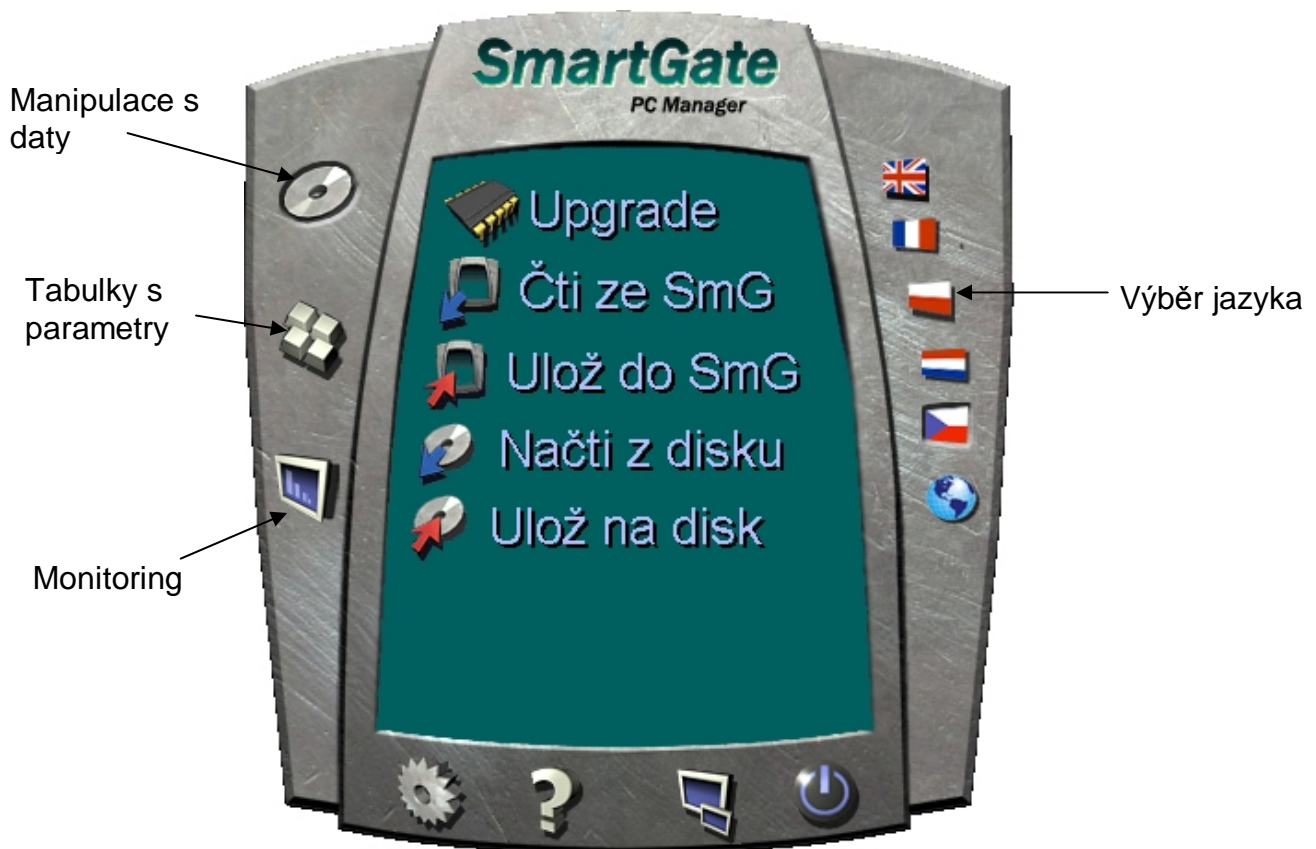 SmartGate
PC Manager
Manipulace s
daty
Upgrade
Čti ze SmG
Tabulky s
parametry
Výběr jazyka
Ulož do SmG
Načti z disku
Ulož na disk
Monitoring